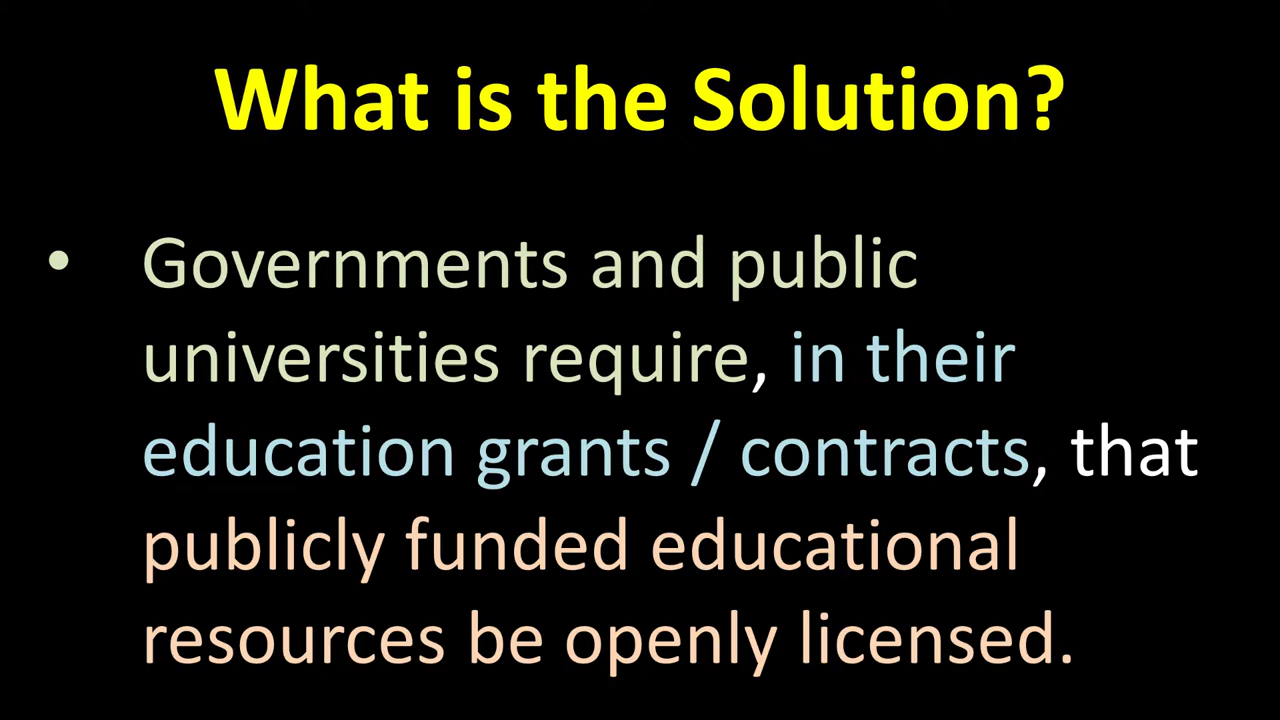 What is the Solution?
• Governments and public
universities require, in their
education grants / contracts, that
publicly funded educational
resources be openly licensed.